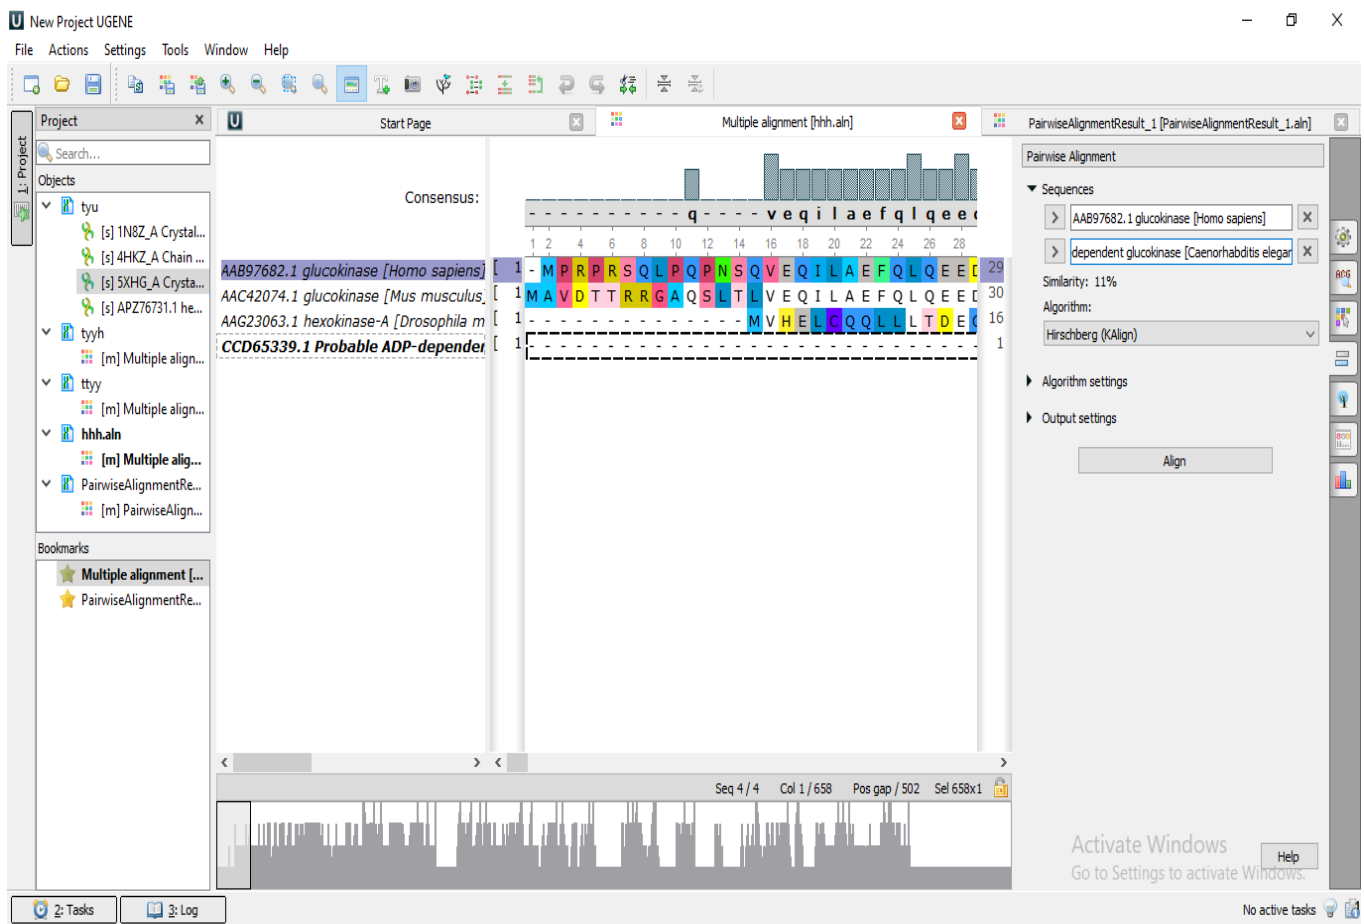 New Project UGENE
File Actions Settings Tools Window Help
1: Project
Project
Search...
Objects
tyu
[s] 1N8Z_A Crystal...
[s] 4HKZ_A Chain ...
[s] 5XHG_A Crysta...
[s] APZ76731.1 he...
tyyh
[m] Multiple align...
ttyy
[m] Multiple align...
hhh.aln
[m] Multiple alig...
PairwiseAlignmentRe...
[m] PairwiseAlign...
Bookmarks
Multiple alignment [...
PairwiseAlignmentRe...
Start Page
Multiple alignment [hhh.aln]
PairwiseAlignmentResult_1 [PairwiseAlignmentResult_1.aln]
Consensus:
- - - - - - - - - - q - - - - v e q i l a e f q l q e e d
1 2 4 6 8 10 12 14 16 18 20 22 24 26 28
AAB97682.1 glucokinase [Homo sapiens] [ 1 - M P R P R S Q L P Q P N S Q V E Q I L A E F Q L Q E E D 29
AAC42074.1 glucokinase [Mus musculus] [ 1 M A V D T T R R G A Q S L T L V E Q I L A E F Q L Q E E D 30
AAG23063.1 hexokinase-A [Drosophila m [ 1 - - - - - - - - - - - - - - M V H E L C Q Q L L L T D E Q 16
CCD65339.1 Probable ADP-dependen [ 1 - - - - - - - - - - - - - - - - - - - - - - - - - - - - - 1
Seq 4 / 4 Col 1 / 658 Pos gap / 502 Sel 658x1
Pairwise Alignment
Sequences
AAB97682.1 glucokinase [Homo sapiens]
dependent glucokinase [Caenorhabditis elegan
Similarity: 11%
Algorithm:
Hirschberg (KAlign)
Algorithm settings
Output settings
Align
Activate Windows
Go to Settings to activate Windows.
Help
2: Tasks
3: Log
No active tasks